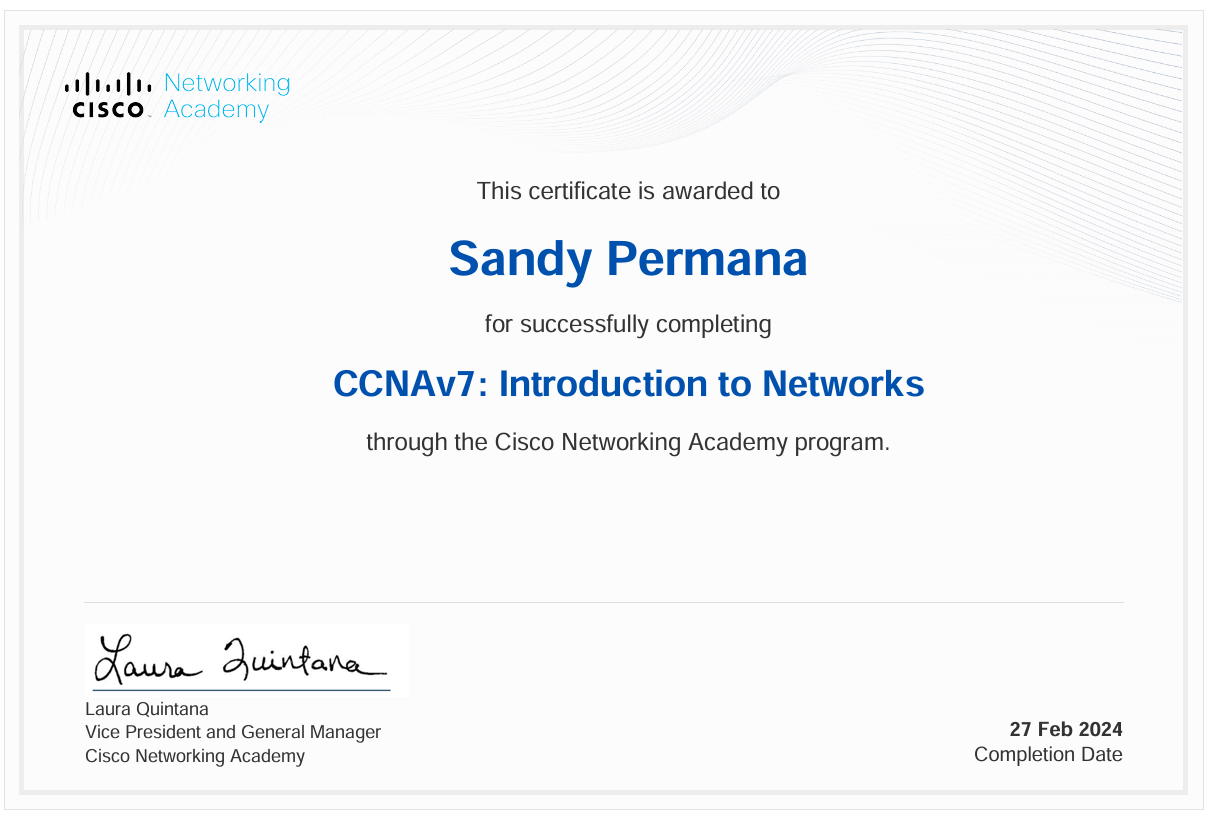 CISCO Networking
Academy
This certificate is awarded to
Sandy Permana
for successfully completing
CCNAv7: Introduction to Networks
through the Cisco Networking Academy program.
Laura Quintana
Laura Quintana
Vice President and General Manager
Cisco Networking Academy
27 Feb 2024
Completion Date